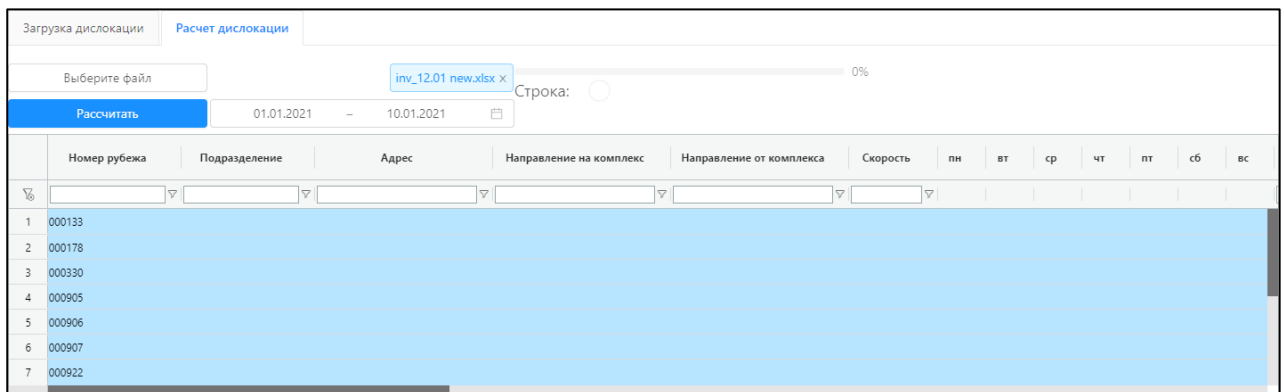 Загрузка дислокации Расчет дислокации
Выберите файл inv_12.01 new.xlsx × 0%
Строка:
Рассчитать 01.01.2021 – 10.01.2021
Номер рубежа Подразделение Адрес Направление на комплекс Направление от комплекса Скорость пн вт ср чт пт сб вс
1 000133
2 000178
3 000330
4 000905
5 000906
6 000907
7 000922